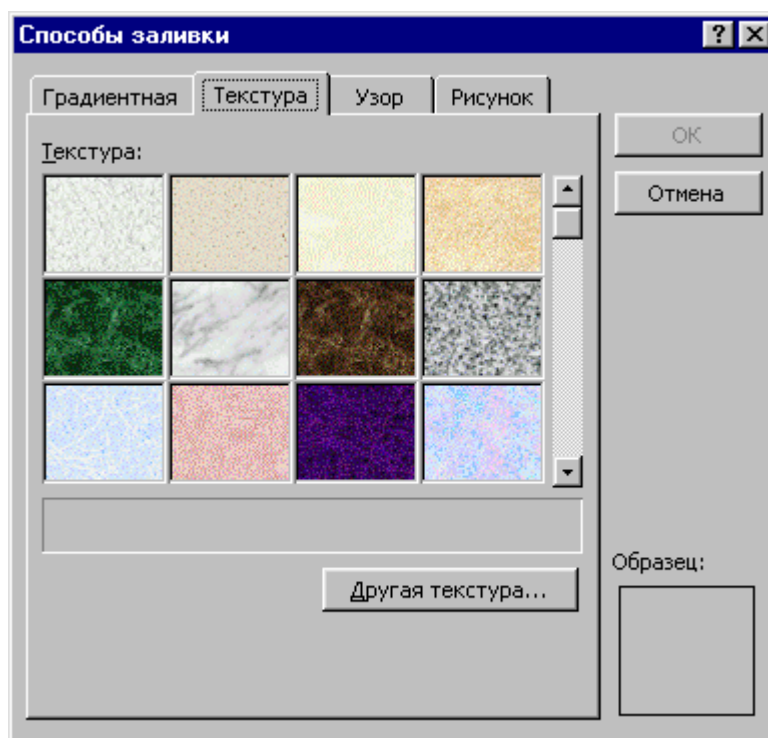 Способы заливки
Градиентная Текстура Узор Рисунок
Текстура:
ОК
Отмена
Другая текстура...
Образец: